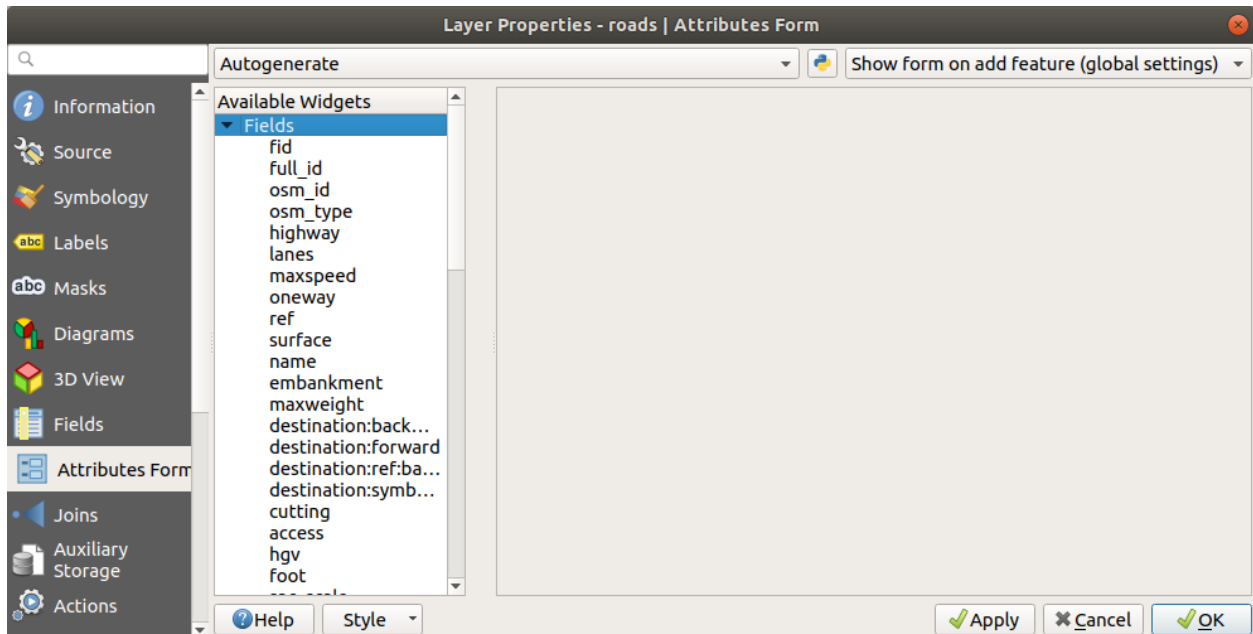 Layer Properties - roads | Attributes Form
Autogenerate
Show form on add feature (global settings)
Information
Source
Symbology
abc Labels
abc Masks
Diagrams
3D View
Fields
Attributes Form
Joins
Auxiliary
Storage
Actions
Available Widgets
Fields
fid
full_id
osm_id
osm_type
highway
lanes
maxspeed
oneway
ref
surface
name
embankment
maxweight
destination:back...
destination:forward
destination:ref:ba...
destination:symb...
cutting
access
hgv
foot
Help
Style
Apply
Cancel
OK